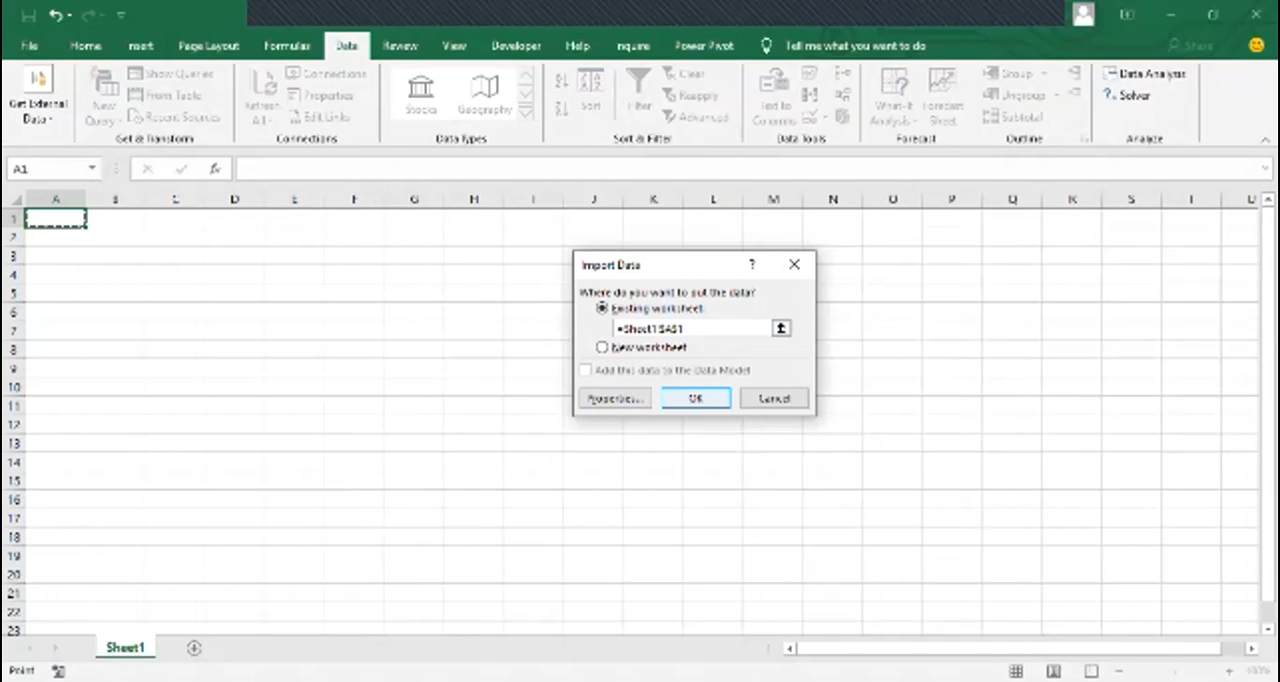 File Home nsert Page Layout Formulas Data Review View Developer Help nquire Power Pivot Tell me what you want to do Share
Get External Data
New Query
Show Queries
From Table
Recent Sources
Get & Transform
Refresh All
Connections
Properties
Edit Links
Connections
Stocks
Geography
Data Types
Sort
Filter
Clear
Reapply
Advanced
Sort & Filter
Text to Columns
Data Tools
What-If Analysis
Forecast Sheet
Forecast
Group
Ungroup
Subtotal
Outline
Data Analysis
Solver
Analyze
A1
fx
A B C D E F G H I J K L M N O P Q R S T U
1
2
3
4
5
6
7
8
9
10
11
12
13
14
15
16
17
18
19
20
21
22
23
Import Data ?
Where do you want to put the data?
Existing worksheet:
=Sheet1!$A$1
New worksheet
Add this data to the Data Model
Properties... OK Cancel
Sheet1
Point
100%